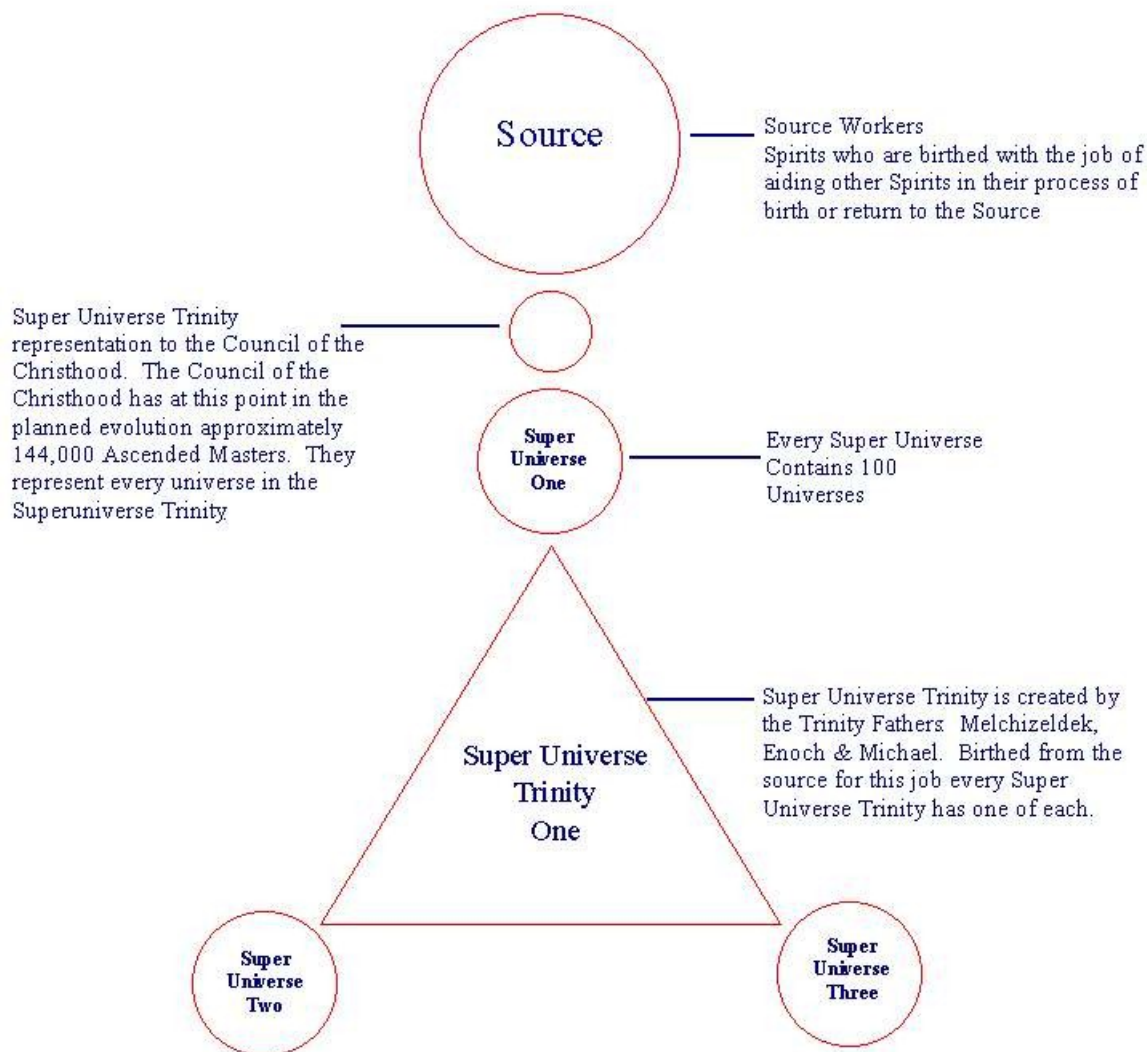 Source
Source Workers
Spirits who are birthed with the job of
aiding other Spirits in their process of
birth or return to the Source
Super Universe Trinity
representation to the Council of the
Christhood. The Council of the
Christhood has at this point in the
planned evolution approximately
144,000 Ascended Masters. They
represent every universe in the
Superuniverse Trinity
Super
Universe
One
Every Super Universe
Contains 100
Universes
Super Universe
Trinity
One
Super Universe Trinity is created by
the Trinity Fathers Melchizeldek,
Enoch & Michael. Birthed from the
source for this job every Super
Universe Trinity has one of each.
Super
Universe
Two
Super
Universe
Three